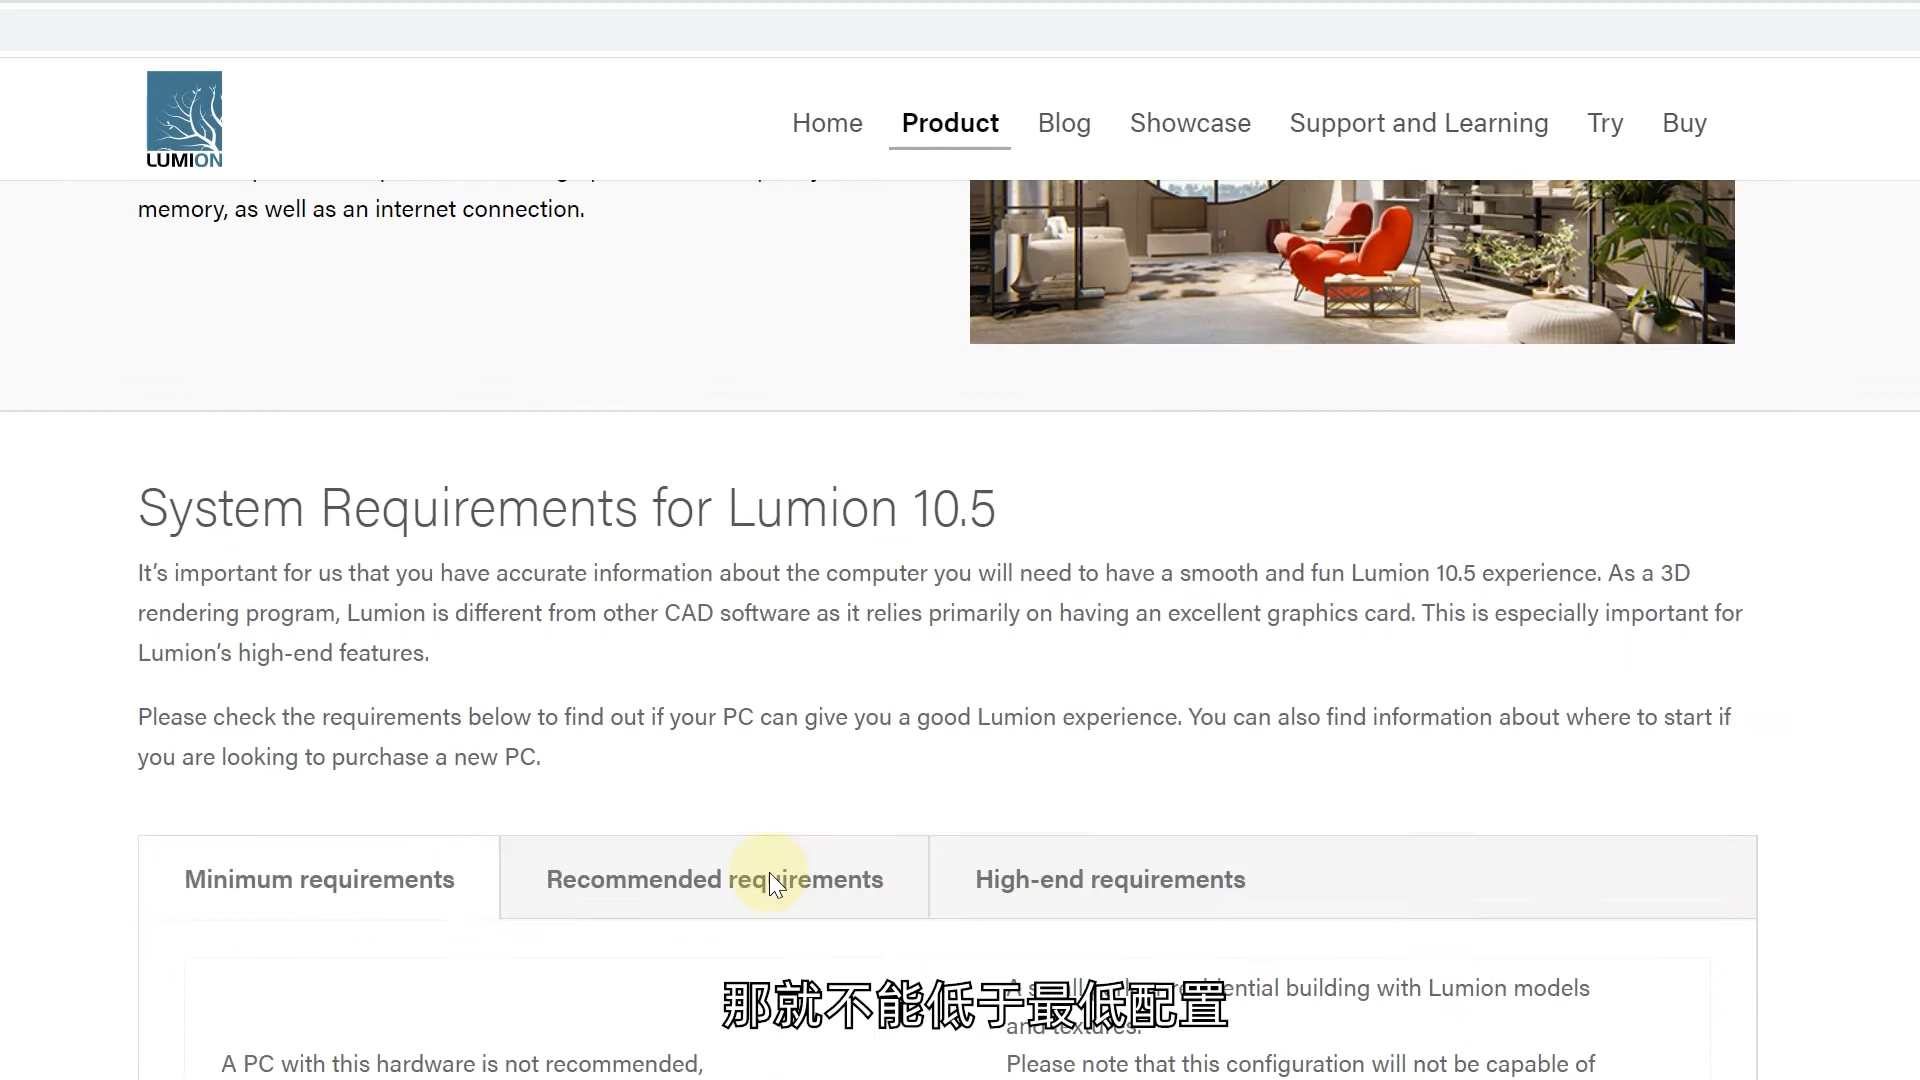 LUMION
Home Product Blog Showcase Support and Learning Try Buy
memory, as well as an internet connection.
System Requirements for Lumion 10.5
It’s important for us that you have accurate information about the computer you will need to have a smooth and fun Lumion 10.5 experience. As a 3D
rendering program, Lumion is different from other CAD software as it relies primarily on having an excellent graphics card. This is especially important for
Lumion’s high-end features.
Please check the requirements below to find out if your PC can give you a good Lumion experience. You can also find information about where to start if
you are looking to purchase a new PC.
Minimum requirements Recommended requirements High-end requirements
building with Lumion models
and textures.
那就不能低于最低配置
A PC with this hardware is not recommended,
Please note that this configuration will not be capable of